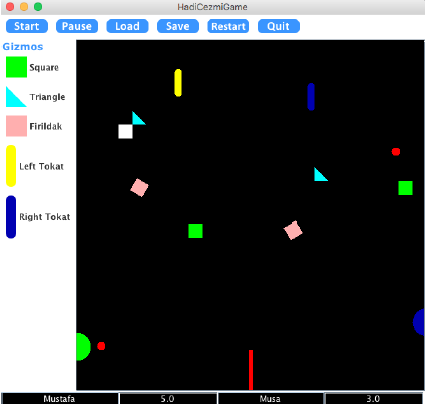 HadiCezmiGame
Start Pause Load Save Restart Quit
Gizmos
Square
Triangle
Firildak
Left Tokat
Right Tokat
Mustafa 5.0 Musa 3.0